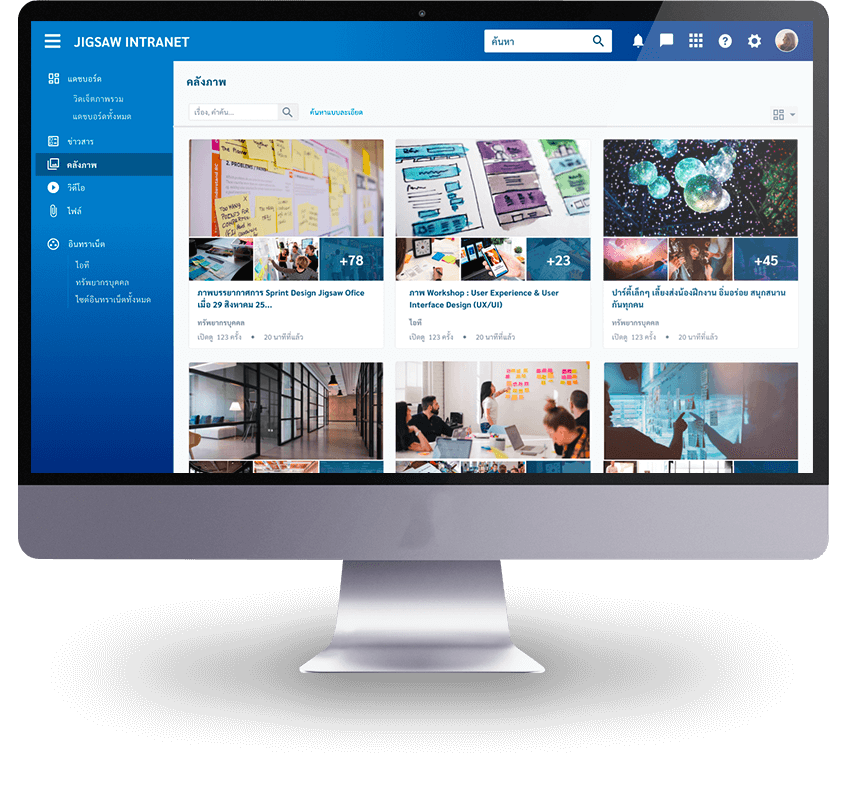 JIGSAW INTRANET
ค้นหา
แดชบอร์ด
วิดเจ็ตภาพรวม
แดชบอร์ดทั้งหมด
ข่าวสาร
คลังภาพ
วิดีโอ
ไฟล์
อินทราเน็ต
ไอที
ทรัพยากรบุคคล
ไซต์อินทราเน็ตทั้งหมด
คลังภาพ
เรื่อง, คำค้น...
ค้นหาแบบละเอียด
2. PROBLEMS /
TOO MANY
POINTS FOR
+78
+23
+45
ภาพบรรยากาศการ Sprint Design Jigsaw Ofice
เมื่อ 29 สิงหาคม 25...
ทรัพยากรบุคคล
เปิดดู 123 ครั้ง • 20 นาทีที่แล้ว
ภาพ Workshop : User Experience & User
Interface Design (UX/UI)
ไอที
เปิดดู 123 ครั้ง • 20 นาทีที่แล้ว
ปาร์ตี้เล็กๆ เลี้ยงส่งน้องฝึกงาน อิ่มอร่อย สนุกสนาน
กันทุกคน
ทรัพยากรบุคคล
เปิดดู 123 ครั้ง • 20 นาทีที่แล้ว